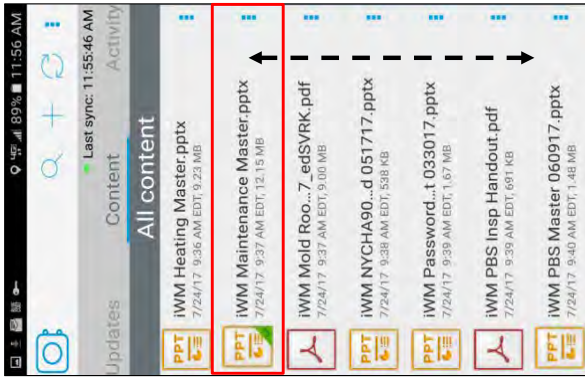 4G 89% 11:56 AM
Last sync: 11:55:46 AM
Updates Content Activity
All content
PPT iWM Heating Master.pptx
7/24/17 9:36 AM EDT, 9.23 MB
PPT iWM Maintenance Master.pptx
7/24/17 9:37 AM EDT, 12.15 MB
iWM Mold Roo...7_edSVRK.pdf
7/24/17 9:37 AM EDT, 9.00 MB
PPT iWM NYCHA90...d 051717.pptx
7/24/17 9:38 AM EDT, 538 KB
PPT iWM Password...t 033017.pptx
7/24/17 9:39 AM EDT, 1.67 MB
iWM PBS Insp Handout.pdf
7/24/17 9:39 AM EDT, 691 KB
PPT iWM PBS Master 060917.pptx
7/24/17 9:40 AM EDT, 1.48 MB